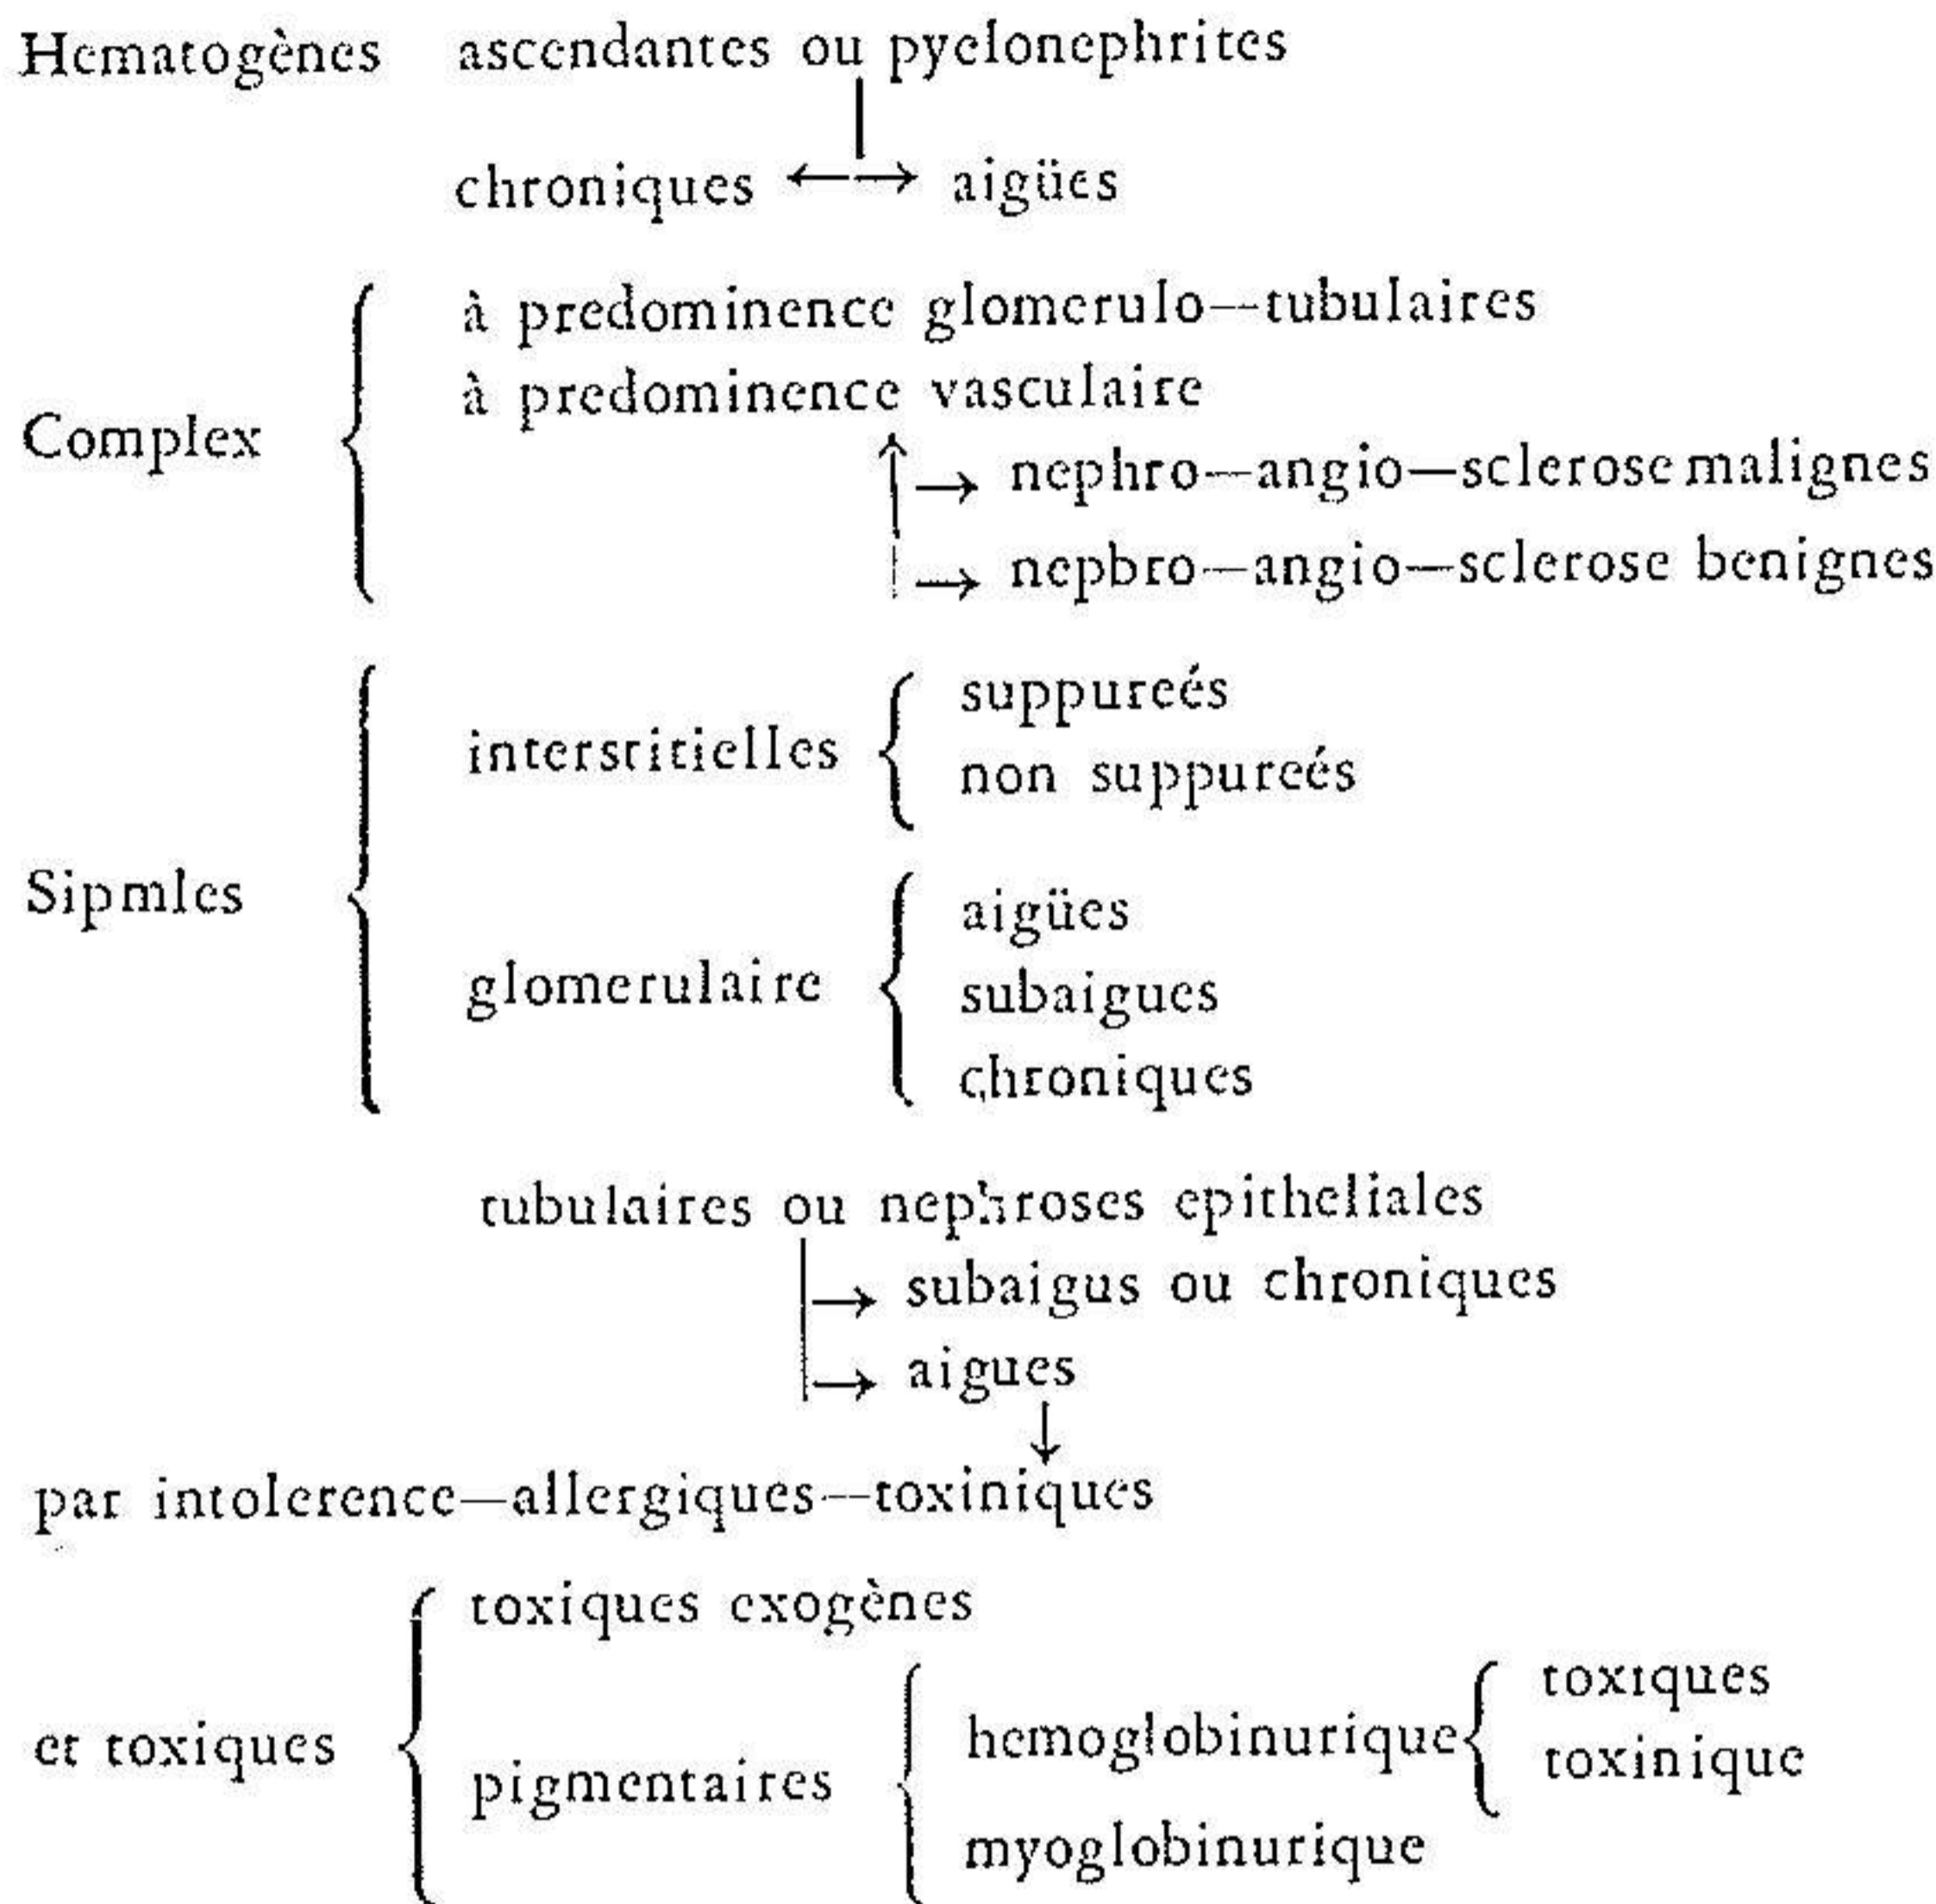 Hematogènes ascendantes ou pyelonephrites
chroniques ←→ aigües
à predominence glomerulo—tubulaires
à predominence vasculaire
Complex
→ nephro—angio—sclerose malignes
→ nepbro—angio—sclerose benignes
suppureés
interstitielles
non suppureés
Sipmles
aigües
glomerulaire
subaigues
chroniques
tubulaires ou nephroses epitheliales
→ subaigus ou chroniques
→ aigues
↓
par intolerence—allergiques—toxiniques
toxiques exogènes
et toxiques
pigmentaires
hemoglobinurique
toxiques
toxinique
myoglobinurique